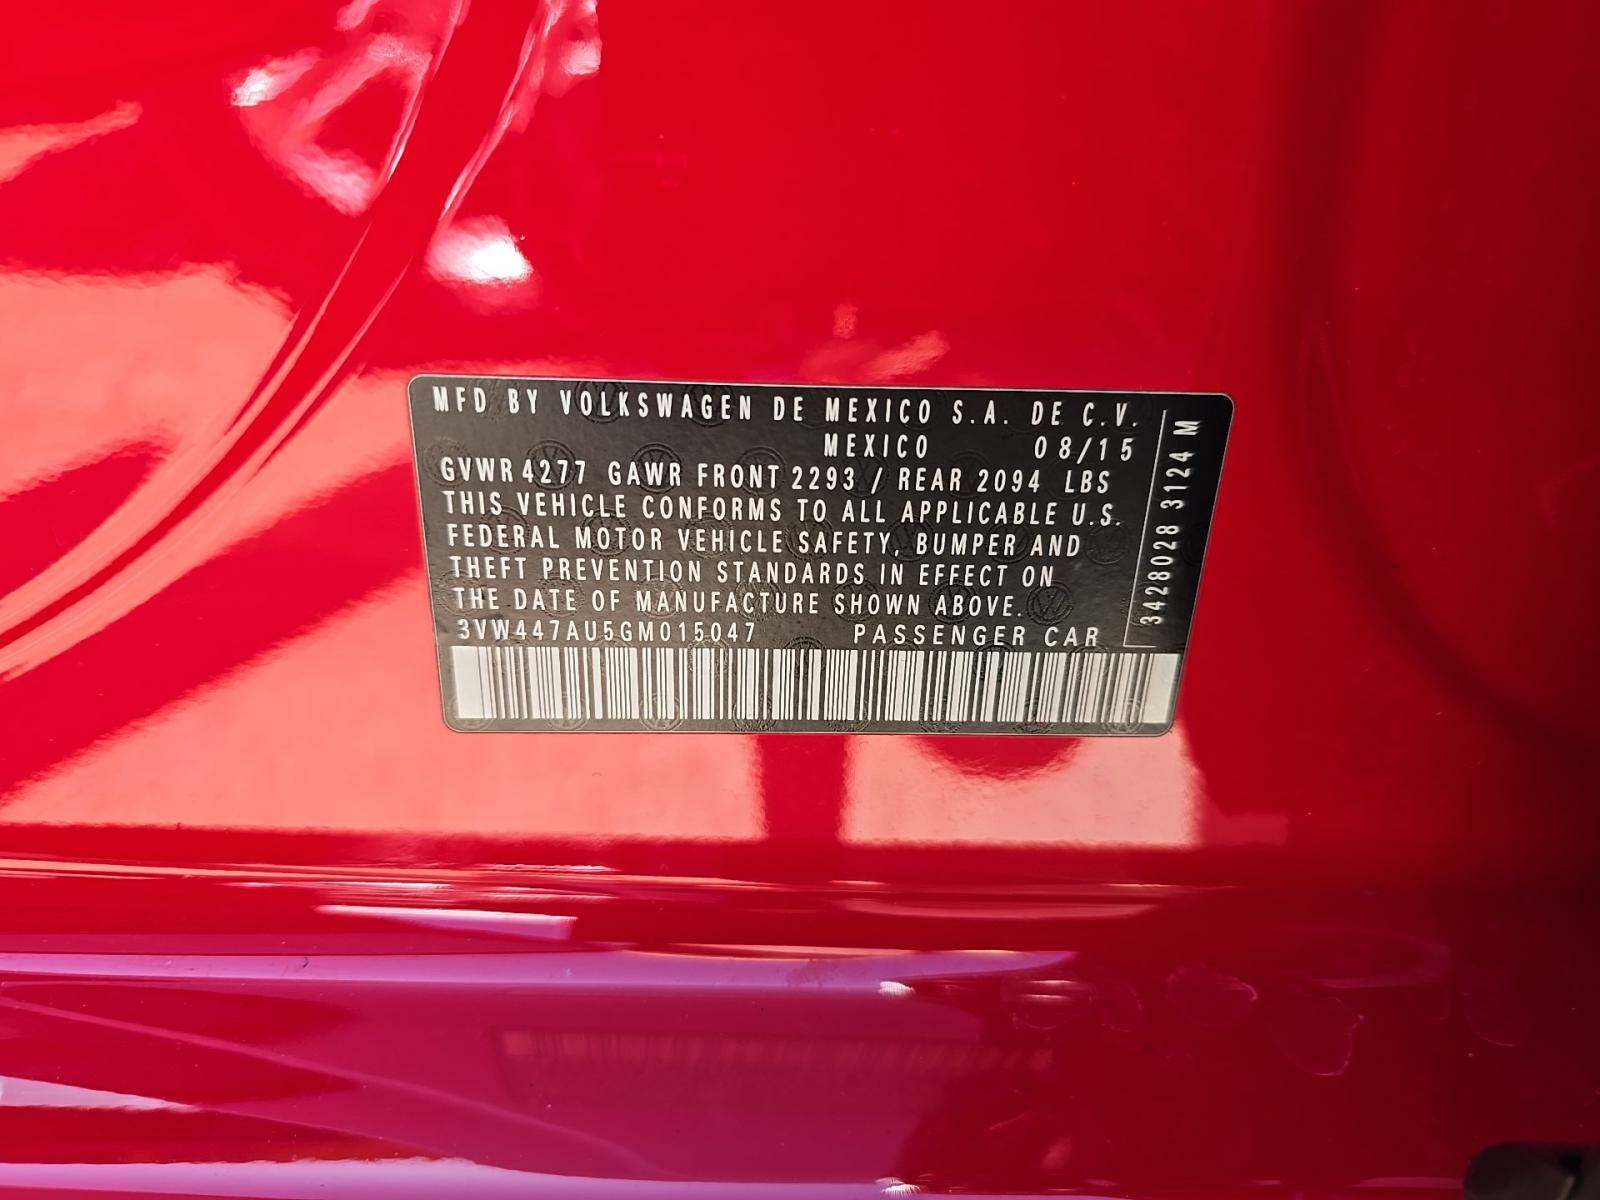 MFD BY VOLKSWAGEN DE MEXICO S.A. DE C.V.
MEXICO 08/15
GVWR 4277 GAWR FRONT 2293 / REAR 2094 LBS
THIS VEHICLE CONFORMS TO ALL APPLICABLE U.S.
FEDERAL MOTOR VEHICLE SAFETY, BUMPER AND
THEFT PREVENTION STANDARDS IN EFFECT ON
THE DATE OF MANUFACTURE SHOWN ABOVE.
3VW447AU5GM015047 PASSENGER CAR
3428028 3124 M